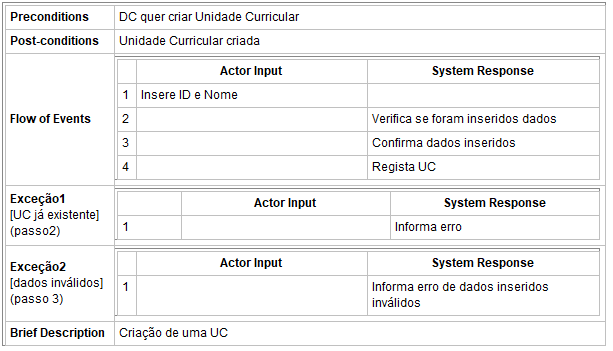 Preconditions DC quer criar Unidade Curricular
Post-conditions Unidade Curricular criada
Flow of Events
Actor Input System Response
1 Insere ID e Nome
2 Verifica se foram inseridos dados
3 Confirma dados inseridos
4 Regista UC
Exceção1
[UC já existente]
(passo2)
Actor Input System Response
1 Informa erro
Exceção2
[dados inválidos]
(passo 3)
Actor Input System Response
1 Informa erro de dados inseridos
inválidos
Brief Description Criação de uma UC